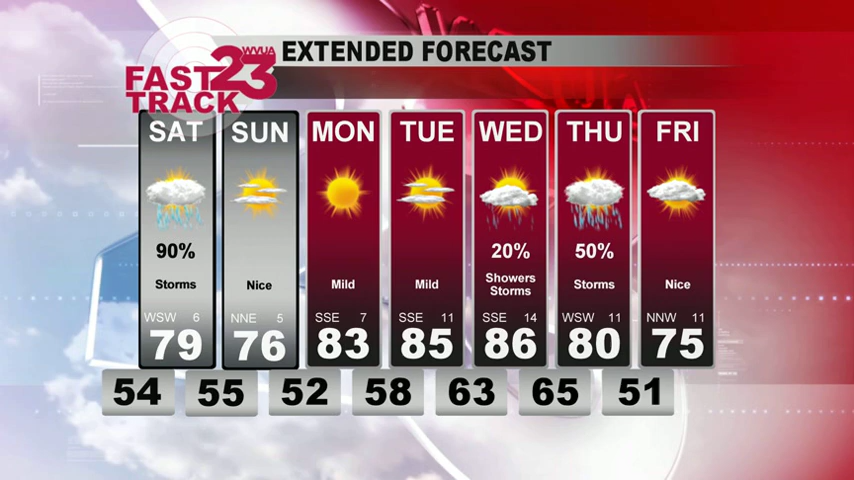 WVUA
23
FAST
TRACK
EXTENDED FORECAST
SAT SUN MON TUE WED THU FRI
90% 20% 50%
Storms Nice Mild Mild Showers Storms Storms Nice
WSW 6 NNE 5 SSE 7 SSE 11 SSE 14 WSW 11 NNW 11
79 76 83 85 86 80 75
54 55 52 58 63 65 51